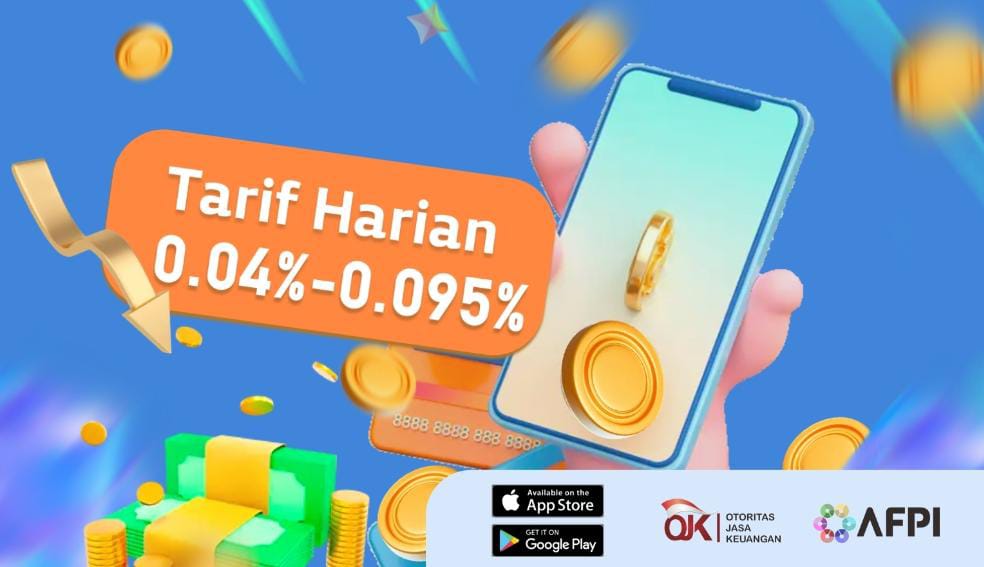 Tarif Harian
0.04%-0.095%
8888 8888 888 8888
Available on the
App Store
GET IT ON
Google Play
OJK
OTORITAS
JASA
KEUANGAN
AFPI